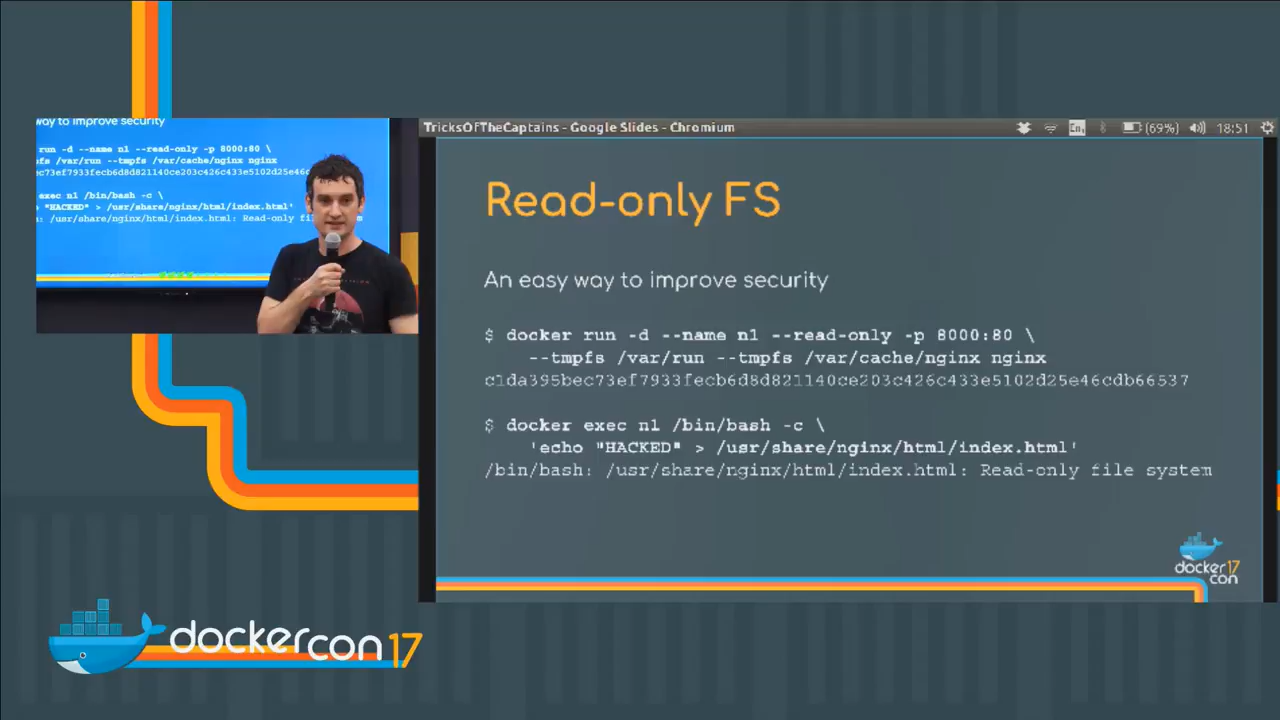 way to improve security
run -d --name n1 --read-only -p 8000:80 \
fs /var/run --tmpfs /var/cache/nginx nginx
ec73ef7933fecb6d8d821140ce203c426c433e5102d25e46c
exec n1 /bin/bash -c \
"HACKED" > /usr/share/nginx/html/index.html'
: /usr/share/nginx/html/index.html: Read-only fi
TricksOfTheCaptains - Google Slides - Chromium
En
(69%)
18:51
Read-only FS
An easy way to improve security
$ docker run -d --name n1 --read-only -p 8000:80 \
--tmpfs /var/run --tmpfs /var/cache/nginx nginx
c1da395bec73ef7933fecb6d8d821140ce203c426c433e5102d25e46cdb66537
$ docker exec n1 /bin/bash -c \
'echo "HACKED" > /usr/share/nginx/html/index.html'
/bin/bash: /usr/share/nginx/html/index.html: Read-only file system
docker 17
con
dockercon 17